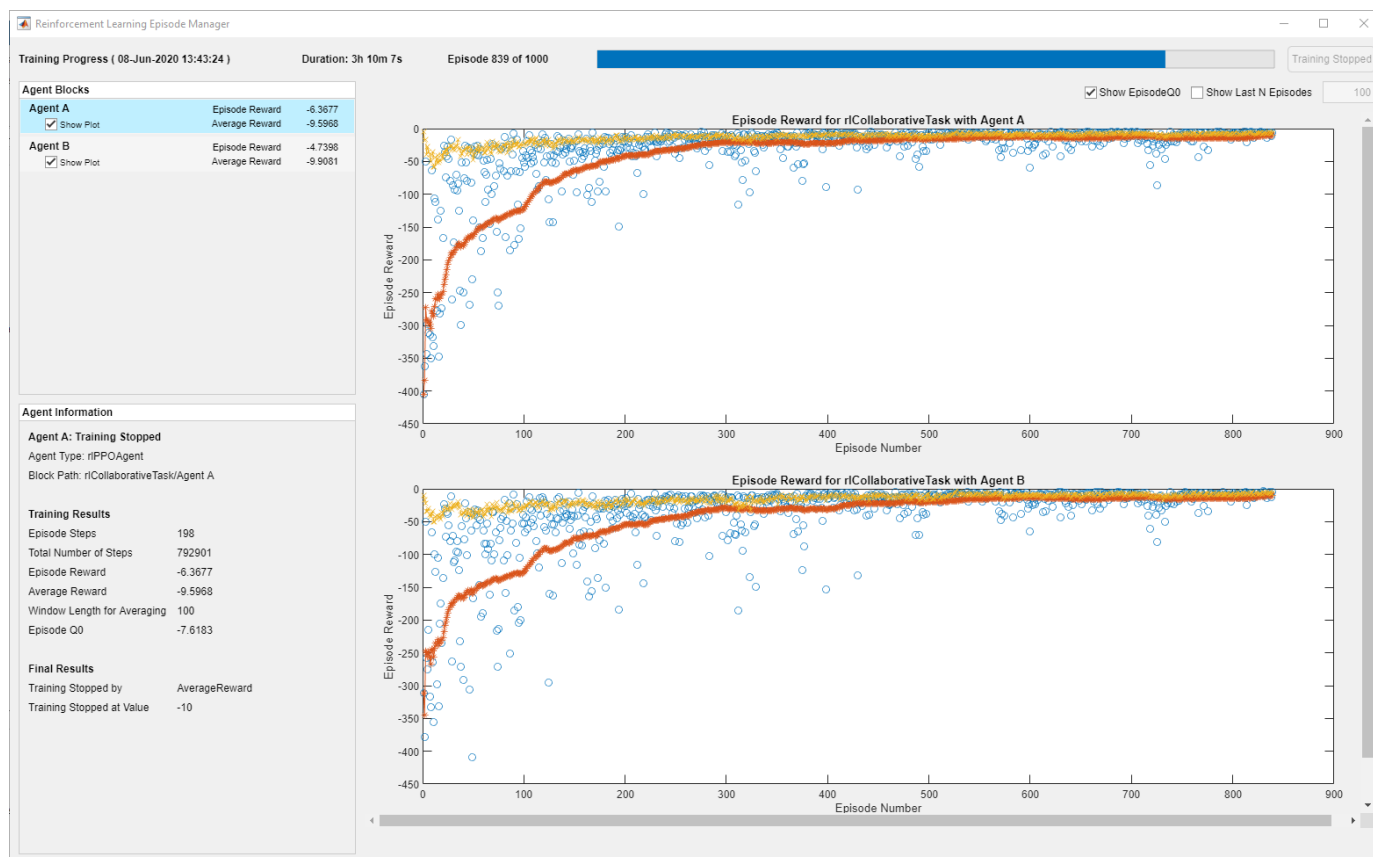 Reinforcement Learning Episode Manager
Training Progress ( 08-Jun-2020 13:43:24 )
Duration: 3h 10m 7s
Episode 839 of 1000
Training Stopped
Agent Blocks
Agent A
Episode Reward -6.3677
Show Plot
Average Reward -9.5968
Agent B
Episode Reward -4.7398
Show Plot
Average Reward -9.9081
Agent Information
Agent A: Training Stopped
Agent Type: rlPPOAgent
Block Path: rlCollaborativeTask/Agent A
Training Results
Episode Steps 198
Total Number of Steps 792901
Episode Reward -6.3677
Average Reward -9.5968
Window Length for Averaging 100
Episode Q0 -7.6183
Final Results
Training Stopped by AverageReward
Training Stopped at Value -10
Show EpisodeQ0
Show Last N Episodes
100
Episode Reward for rlCollaborativeTask with Agent A
Episode Reward
0
-50
-100
-150
-200
-250
-300
-350
-400
-450
0 100 200 300 400 500 600 700 800 900
Episode Number
Episode Reward for rlCollaborativeTask with Agent B
Episode Reward
0
-50
-100
-150
-200
-250
-300
-350
-400
-450
0 100 200 300 400 500 600 700 800 900
Episode Number